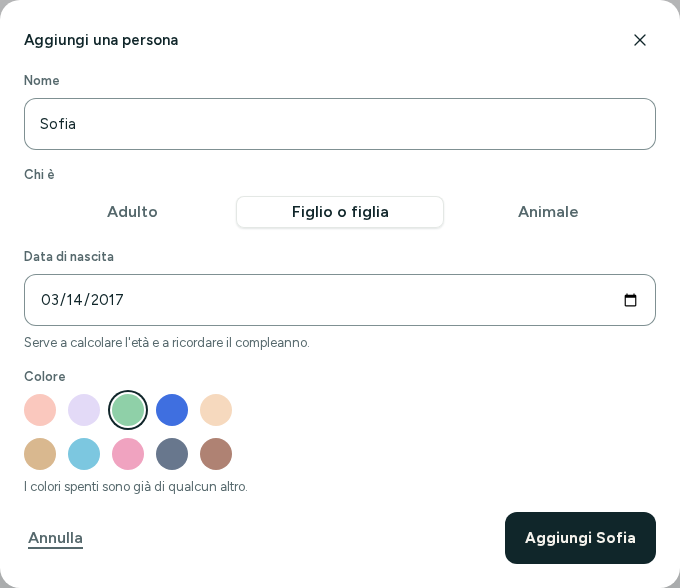 Aggiungi una persona
Nome
Sofia
Chi è
Adulto
Figlio o figlia
Animale
Data di nascita
03/14/2017
Serve a calcolare l'età e a ricordare il compleanno.
Colore
I colori spenti sono già di qualcun altro.
Annulla
Aggiungi Sofia